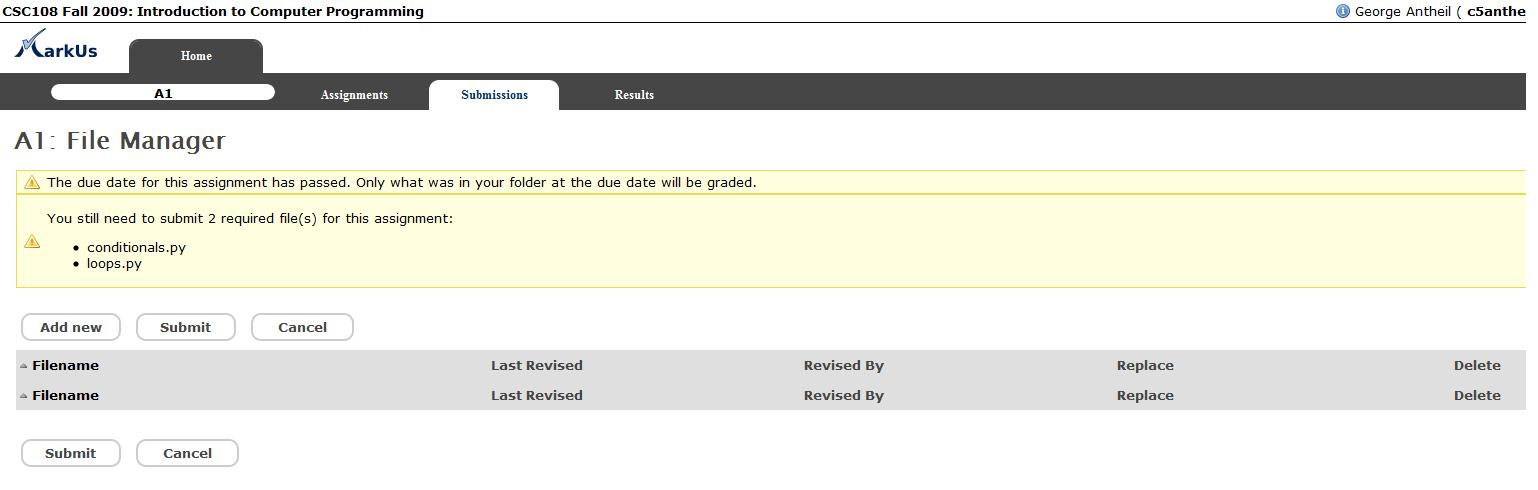 CSC108 Fall 2009: Introduction to Computer Programming
George Antheil ( c5anthe
MarkUs
Home
A1 Assignments Submissions Results
A1: File Manager
The due date for this assignment has passed. Only what was in your folder at the due date will be graded.
You still need to submit 2 required file(s) for this assignment:
• conditionals.py
• loops.py
Add new Submit Cancel
Filename Last Revised Revised By Replace Delete
Filename Last Revised Revised By Replace Delete
Submit Cancel